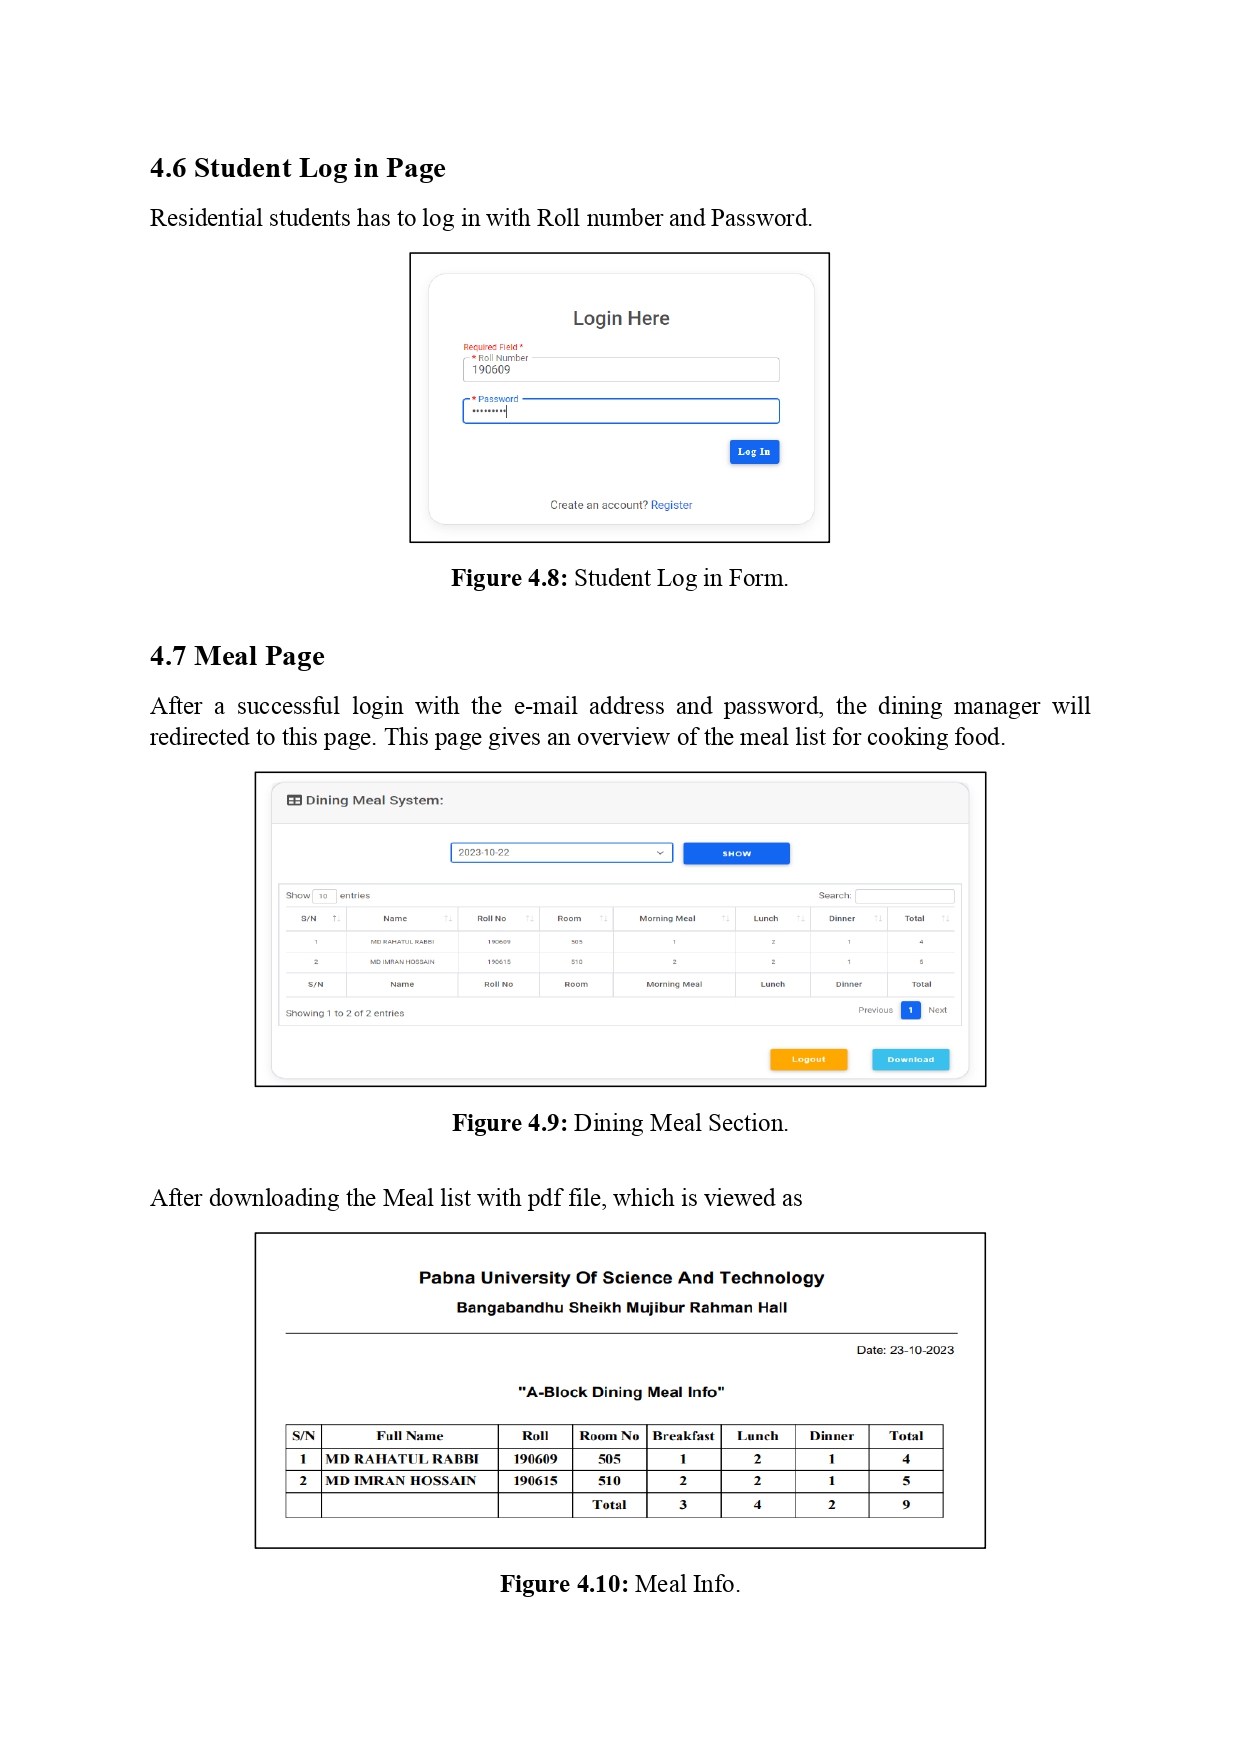 4.6 Student Log in Page
Residential students has to log in with Roll number and Password.
Login Here
Required Field *
* Roll Number
190609
* Password
•••••••••
Log In
Create an account? Register
Figure 4.8: Student Log in Form.
4.7 Meal Page
After a successful login with the e-mail address and password, the dining manager will
redirected to this page. This page gives an overview of the meal list for cooking food.
Dining Meal System:
2023-10-22 SHOW
Show 10 entries Search:
S/N Name Roll No Room Morning Meal Lunch Dinner Total
1 MD RAHATUL RABBI 190609 505 1 2 1 4
2 MD IMRAN HOSSAIN 190615 510 2 2 1 5
S/N Name Roll No Room Morning Meal Lunch Dinner Total
Showing 1 to 2 of 2 entries Previous 1 Next
Logout Download
Figure 4.9: Dining Meal Section.
After downloading the Meal list with pdf file, which is viewed as
Pabna University Of Science And Technology
Bangabandhu Sheikh Mujibur Rahman Hall
Date: 23-10-2023
"A-Block Dining Meal Info"
S/N Full Name Roll Room No Breakfast Lunch Dinner Total
1 MD RAHATUL RABBI 190609 505 1 2 1 4
2 MD IMRAN HOSSAIN 190615 510 2 2 1 5
Total 3 4 2 9
Figure 4.10: Meal Info.